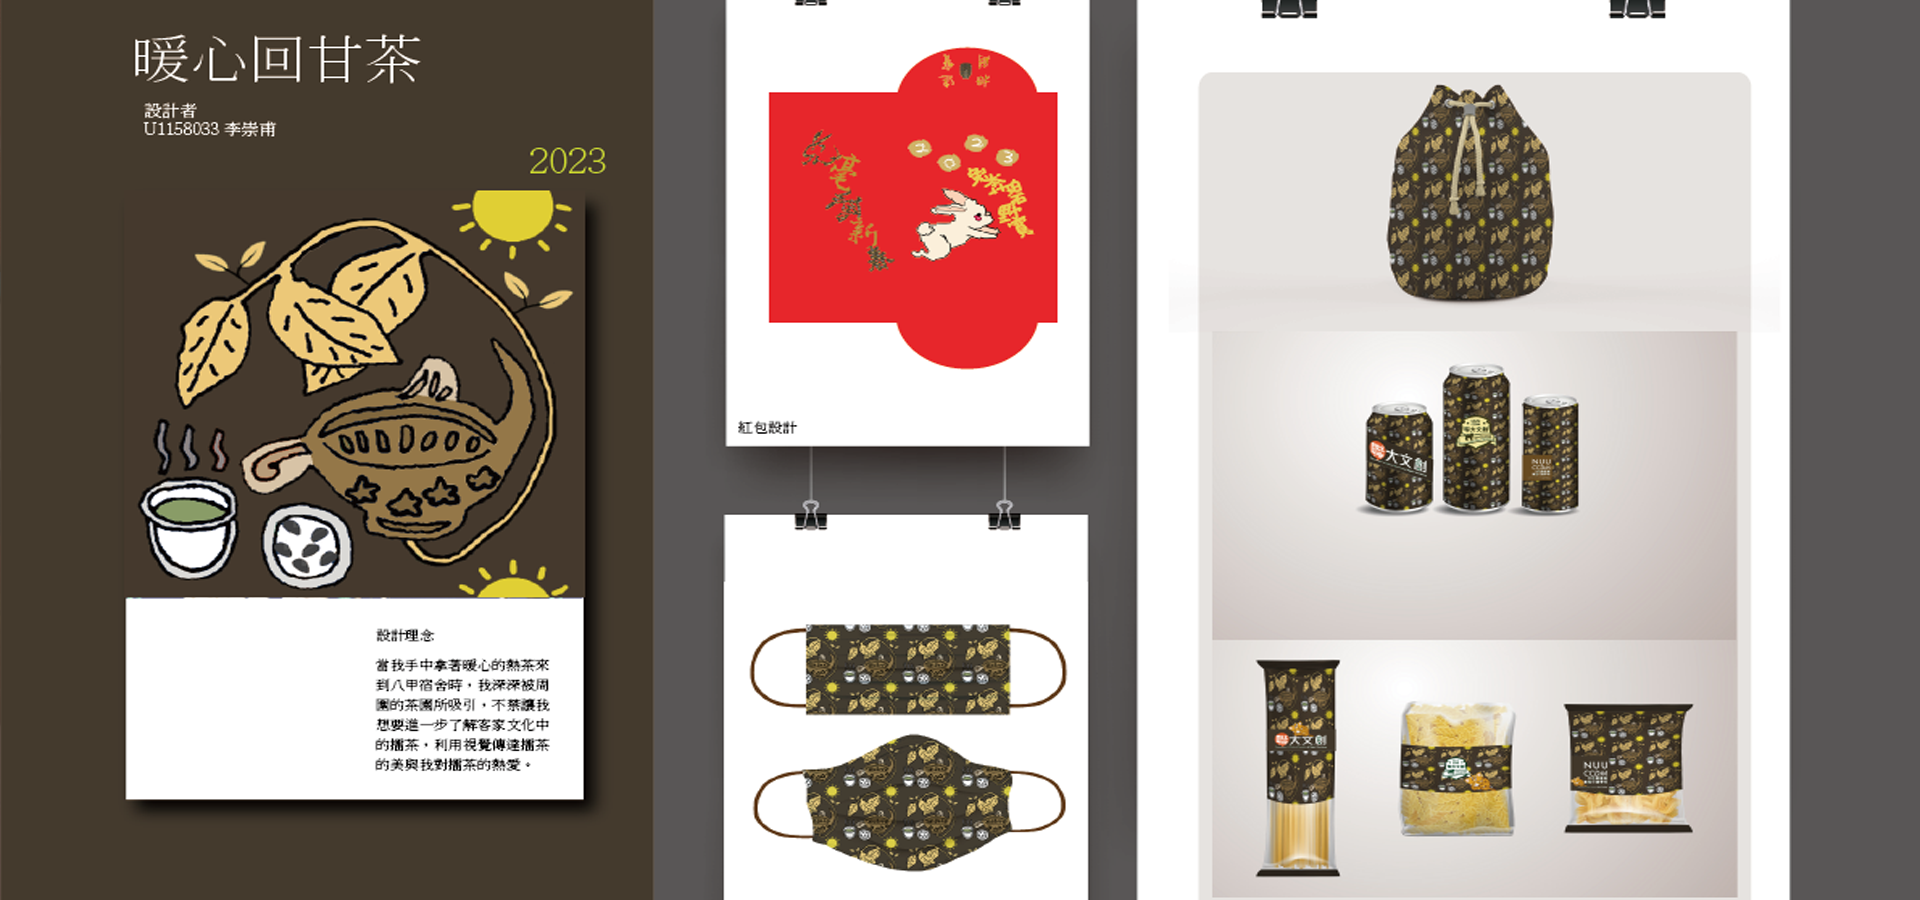 暖心回甘茶
設計者
U1158033 李崇甫
2023
設計理念
當我手中拿著暖心的熱茶來
到八甲宿舍時，我深深被周
圍的茶園所吸引，不禁讓我
想要進一步了解客家文化中
的擂茶，利用視覺傳達擂茶
的美與我對擂茶的熱愛。
2023
紅包設計
大文創
NUU
大文創
NUU
CCDM